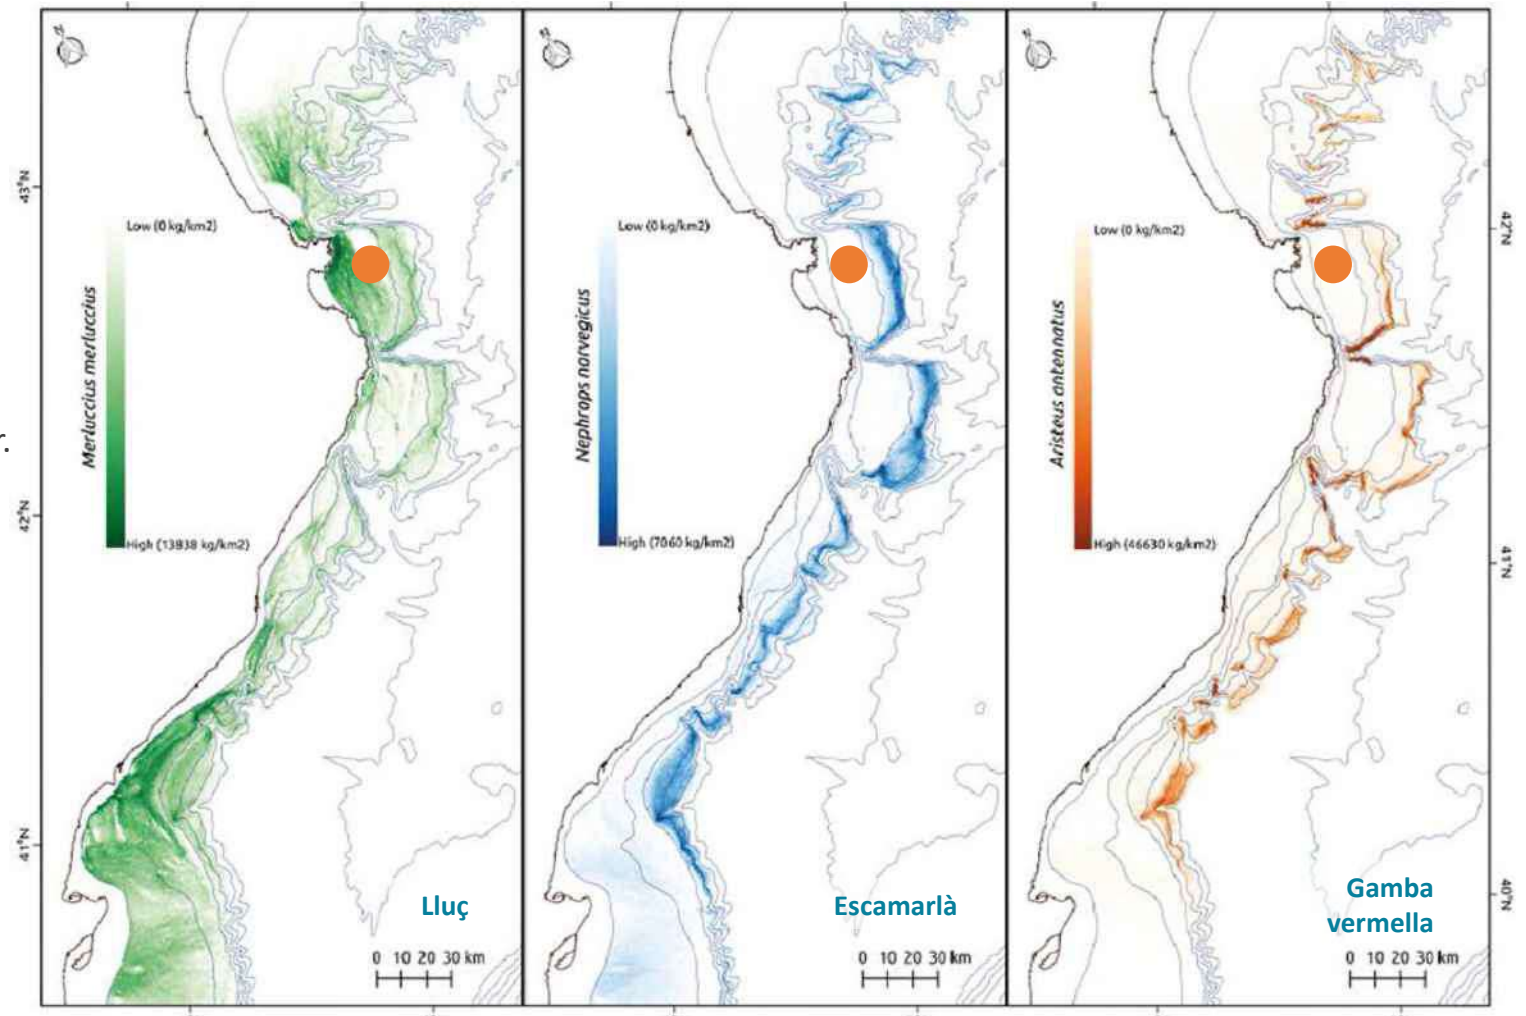 Low (0 kg/km2)
Merluccius merluccius
High (13838 kg/km2)
Lluç
0 10 20 30 km
Low (0 kg/km2)
Nephrops norvegicus
High (7060 kg/km2)
Escamarlà
0 10 20 30 km
Low (0 kg/km2)
Aristeus antennatus
High (46630 kg/km2)
Gamba
vermella
0 10 20 30 km
43°N
42°N
41°N
42°N
41°N
40°N
r.